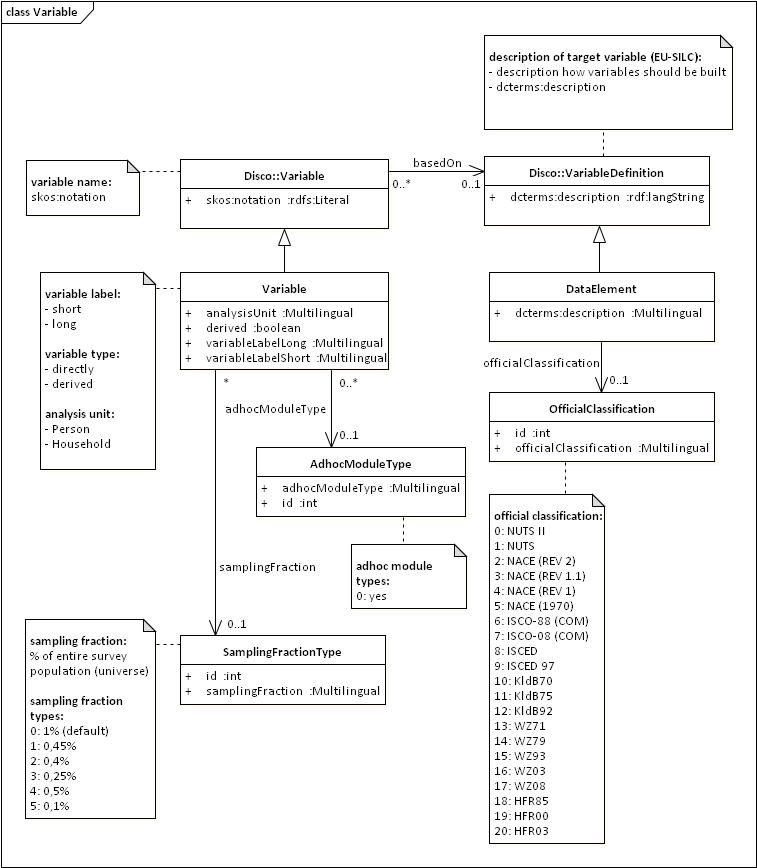 class Variable
description of target variable (EU-SILC):
- description how variables should be built
- dcterms:description
variable name:
skos:notation
Disco::Variable
+ skos:notation :rdfs:Literal
basedOn
0..*
0..1
Disco::VariableDefinition
+ dcterms:description :rdf:langString
variable label:
- short
- long
variable type:
- directly
- derived
analysis unit:
- Person
- Household
Variable
+ analysisUnit :Multilingual
+ derived :boolean
+ variableLabelLong :Multilingual
+ variableLabelShort :Multilingual
DataElement
+ dcterms:description :Multilingual
officialClassification
0..1
*
0..*
adhocModuleType
0..1
OfficialClassification
+ id :int
+ officialClassification :Multilingual
AdhocModuleType
+ adhocModuleType :Multilingual
+ id :int
adhoc module
types:
0: yes
official classification:
0: NUTS II
1: NUTS
2: NACE (REV 2)
3: NACE (REV 1.1)
4: NACE (REV 1)
5: NACE (1970)
6: ISCO-88 (COM)
7: ISCO-08 (COM)
8: ISCED
9: ISCED 97
10: KldB70
11: KldB75
12: KldB92
13: WZ71
14: WZ79
15: WZ93
16: WZ03
17: WZ08
18: HFR85
19: HFR00
20: HFR03
samplingFraction
0..1
sampling fraction:
% of entire survey
population (universe)
sampling fraction
types:
0: 1% (default)
1: 0,45%
2: 0,4%
3: 0,25%
4: 0,5%
5: 0,1%
SamplingFractionType
+ id :int
+ samplingFraction :Multilingual